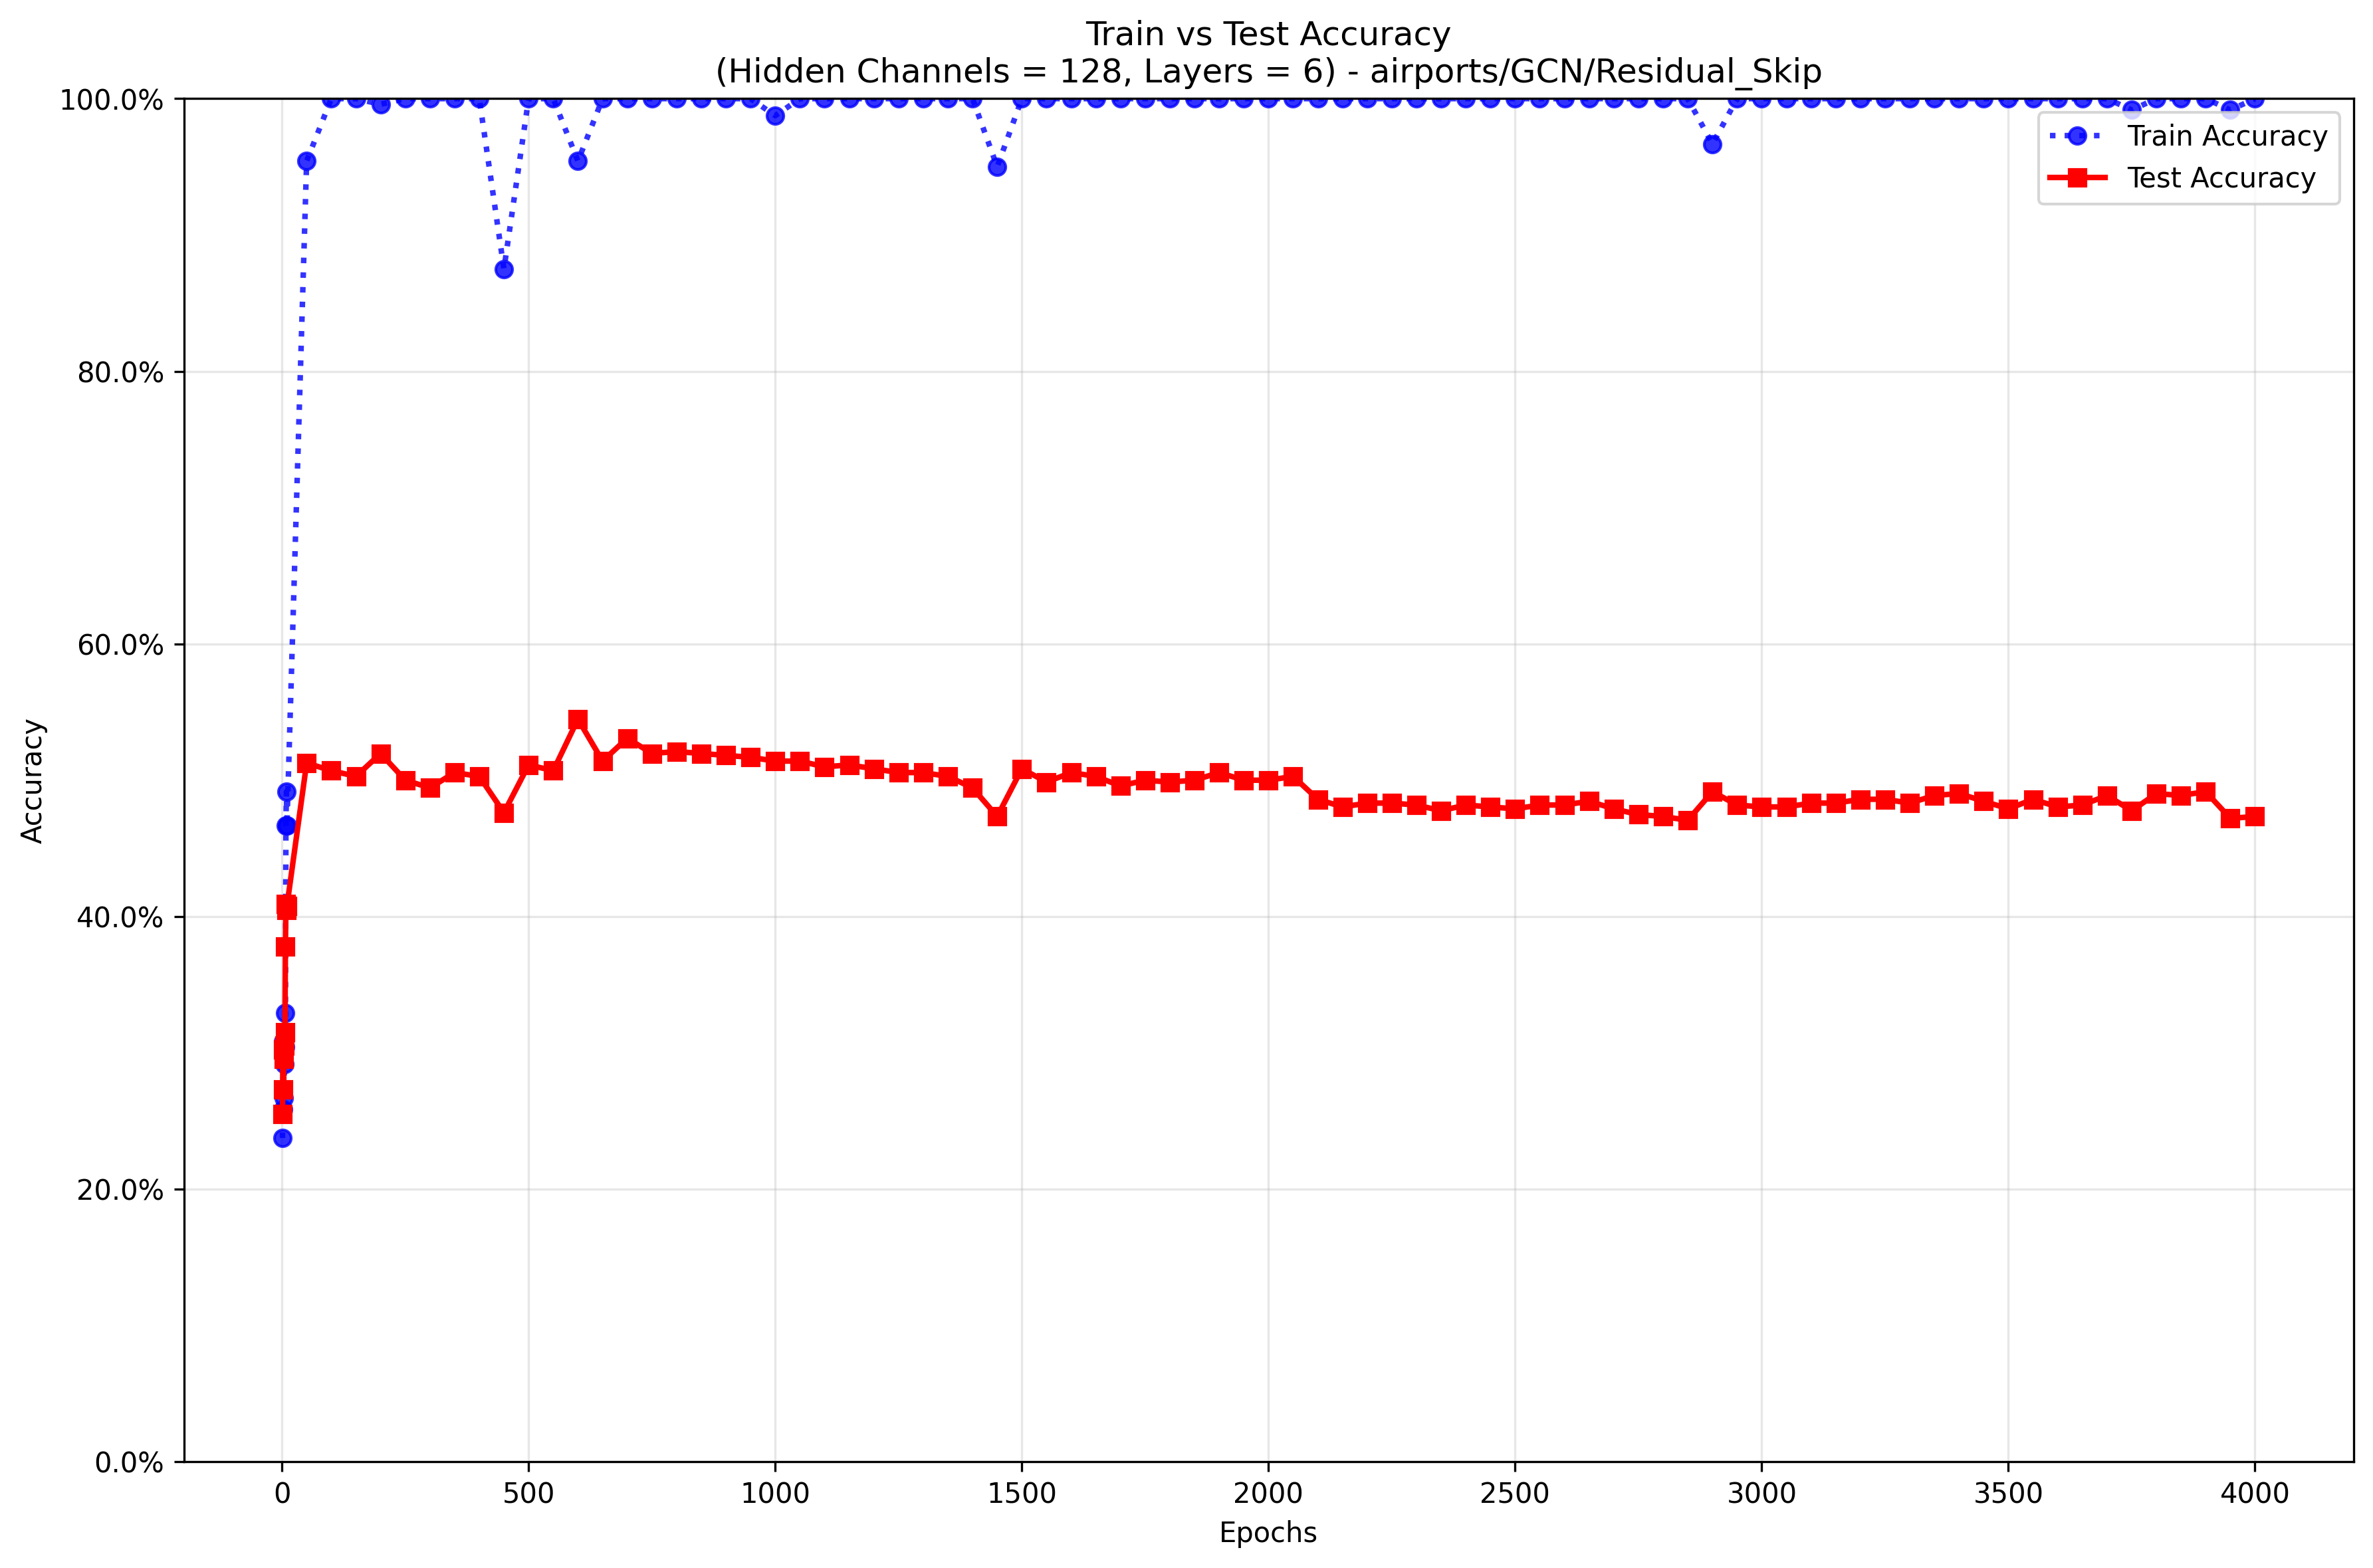 Train vs Test Accuracy
(Hidden Channels = 128, Layers = 6) - airports/GCN/Residual_Skip
100.0%
80.0%
60.0%
40.0%
20.0%
0.0%
Accuracy
Train Accuracy
Test Accuracy
0 500 1000 1500 2000 2500 3000 3500 4000
Epochs